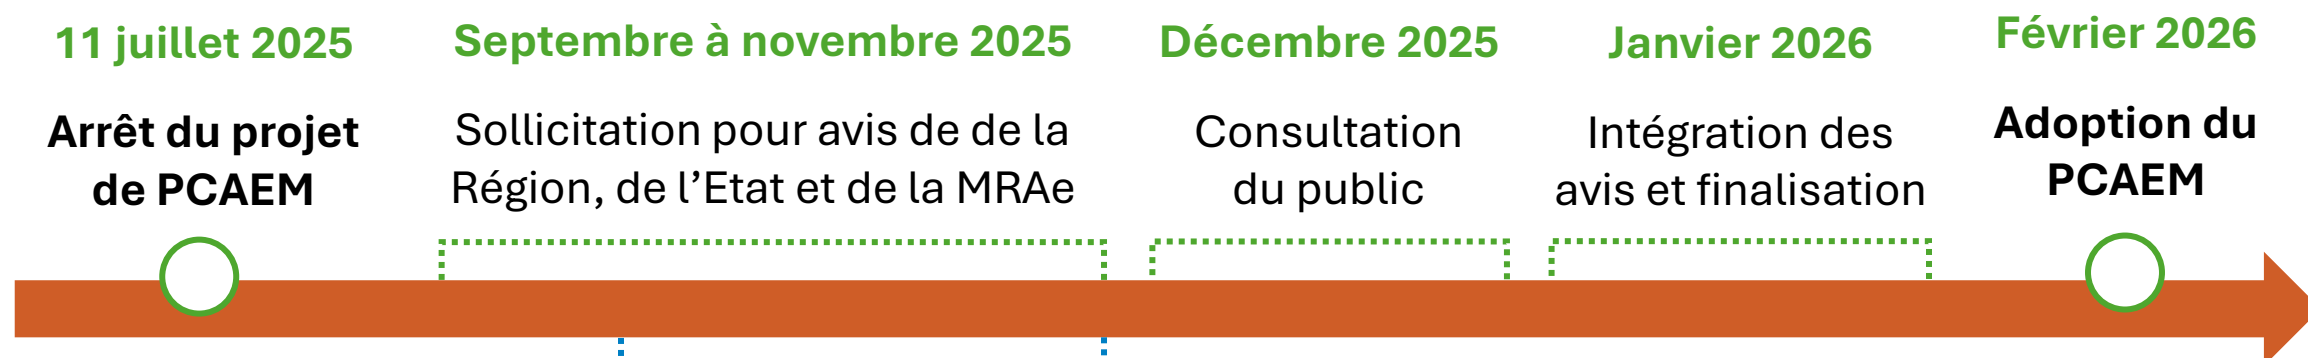 11 juillet 2025
Arrêt du projet
de PCAEM
Septembre à novembre 2025
Sollicitation pour avis de de la
Région, de l’Etat et de la MRAe
Décembre 2025
Consultation
du public
Janvier 2026
Intégration des
avis et finalisation
Février 2026
Adoption du
PCAEM